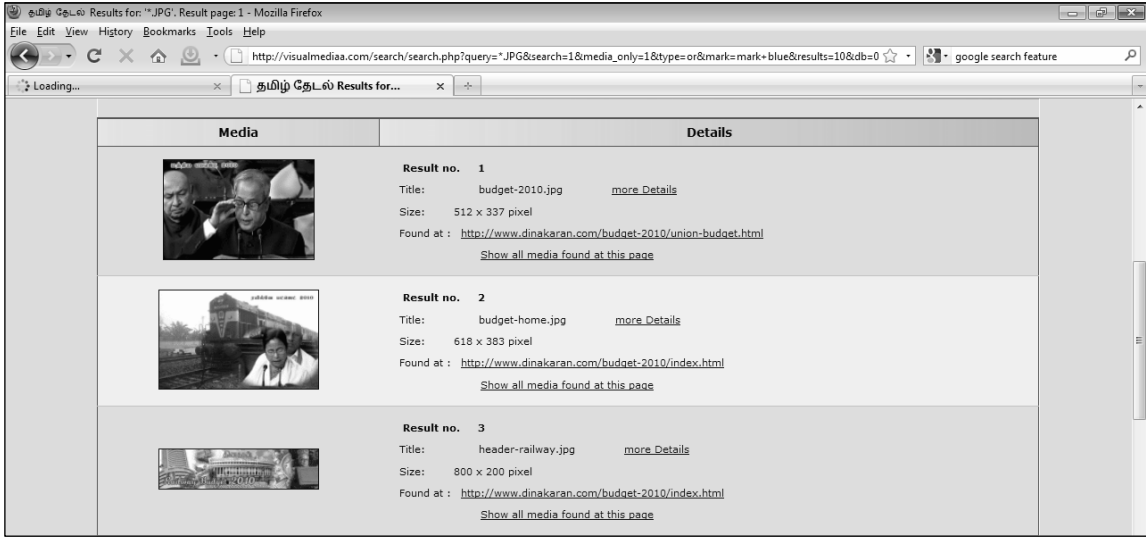 தமிழ் தேடல் Results for: '*.JPG'. Result page: 1 - Mozilla Firefox
File Edit View History Bookmarks Tools Help
http://visualmediaa.com/search/search.php?query=*.JPG&search=1&media_only=1&type=or&mark=mark+blue&results=10&db=0 google search feature
Loading... தமிழ் தேடல் Results for...
Media Details
Result no. 1
Title: budget-2010.jpg more Details
Size: 512 x 337 pixel
Found at : http://www.dinakaran.com/budget-2010/union-budget.html
Show all media found at this page
Result no. 2
Title: budget-home.jpg more Details
Size: 618 x 383 pixel
Found at : http://www.dinakaran.com/budget-2010/index.html
Show all media found at this page
Result no. 3
Title: header-railway.jpg more Details
Size: 800 x 200 pixel
Found at : http://www.dinakaran.com/budget-2010/index.html
Show all media found at this page